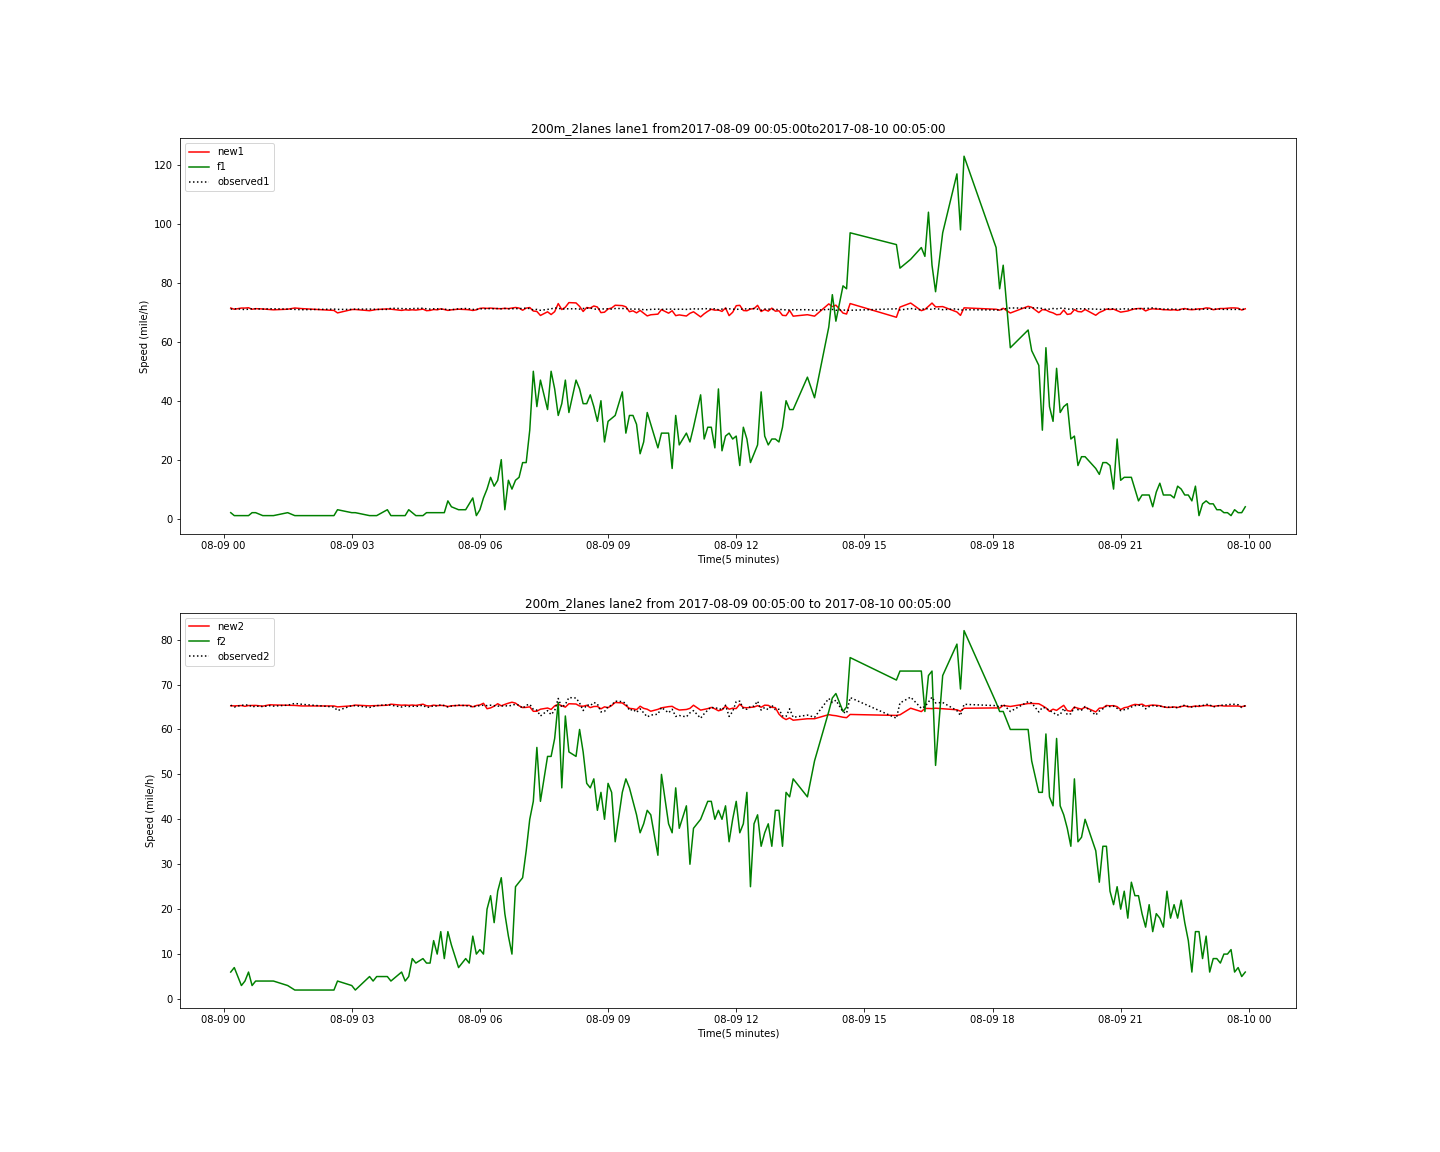 200m_2lanes lane1 from2017-08-09 00:05:00to2017-08-10 00:05:00
new1
f1
observed1
120
100
80
60
40
20
0
Speed (mile/h)
08-09 00 08-09 03 08-09 06 08-09 09 08-09 12 08-09 15 08-09 18 08-09 21 08-10 00
Time(5 minutes)
200m_2lanes lane2 from 2017-08-09 00:05:00 to 2017-08-10 00:05:00
new2
f2
observed2
80
70
60
50
40
30
20
10
0
Speed (mile/h)
08-09 00 08-09 03 08-09 06 08-09 09 08-09 12 08-09 15 08-09 18 08-09 21 08-10 00
Time(5 minutes)